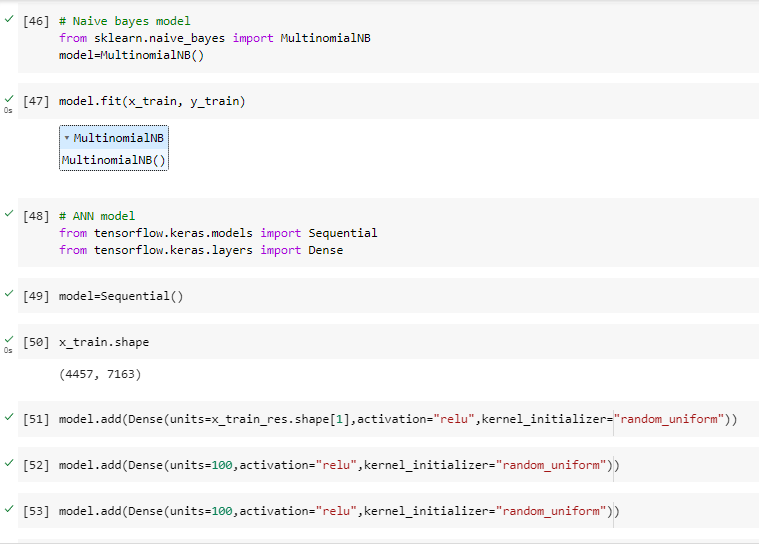 [46] # Naive bayes model
from sklearn.naive_bayes import MultinomialNB
model=MultinomialNB()
0s
[47] model.fit(x_train, y_train)
▾ MultinomialNB
MultinomialNB()
[48] # ANN model
from tensorflow.keras.models import Sequential
from tensorflow.keras.layers import Dense
[49] model=Sequential()
0s
[50] x_train.shape
(4457, 7163)
[51] model.add(Dense(units=x_train_res.shape[1],activation="relu",kernel_initializer="random_uniform"))
[52] model.add(Dense(units=100,activation="relu",kernel_initializer="random_uniform"))
[53] model.add(Dense(units=100,activation="relu",kernel_initializer="random_uniform"))